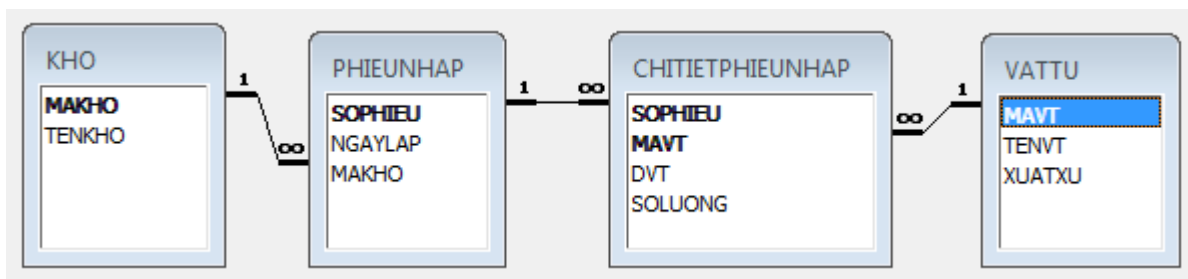 KHO
MAKHO
TENKHO
1
∞
PHIEUNHAP
SOPHIEU
NGAYLAP
MAKHO
1
∞
CHITIETPHIEUNHAP
SOPHIEU
MAVT
DVT
SOLUONG
∞
1
VATTU
MAVT
TENVT
XUATXU